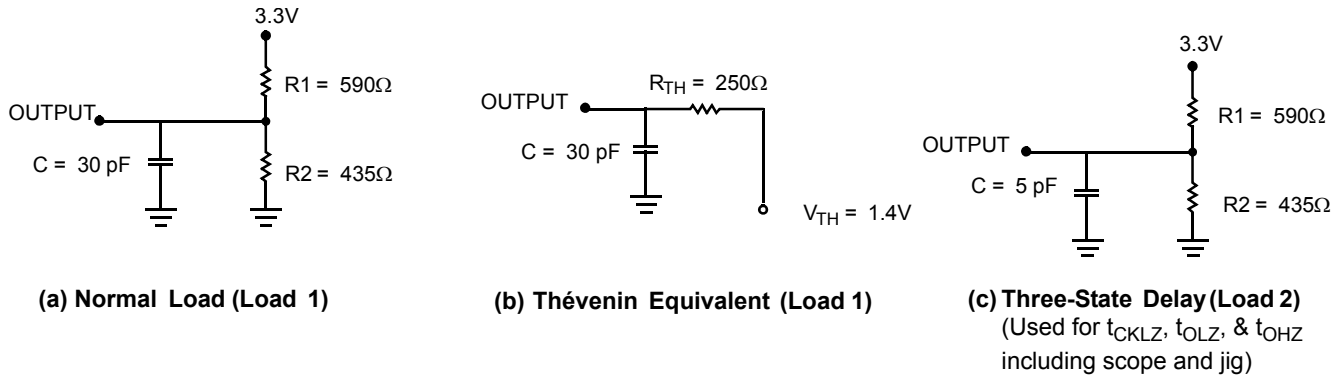 3.3V
R1 = 590Ω
OUTPUT
C = 30 pF
R2 = 435Ω
(a) Normal Load (Load 1)
RTH = 250Ω
OUTPUT
C = 30 pF
VTH = 1.4V
(b) Thévenin Equivalent (Load 1)
3.3V
R1 = 590Ω
OUTPUT
C = 5 pF
R2 = 435Ω
(c) Three-State Delay (Load 2)
(Used for tCKLZ, tOLZ, & tOHZ
including scope and jig)